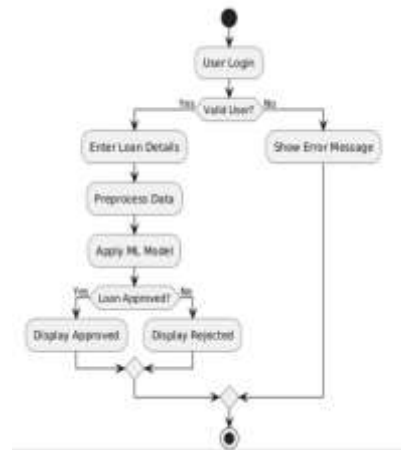 User Login
Yes
Valid User?
No
Enter Loan Details
Show Error Message
Preprocess Data
Apply ML Model
Yes
Loan Approved?
No
Display Approved
Display Rejected